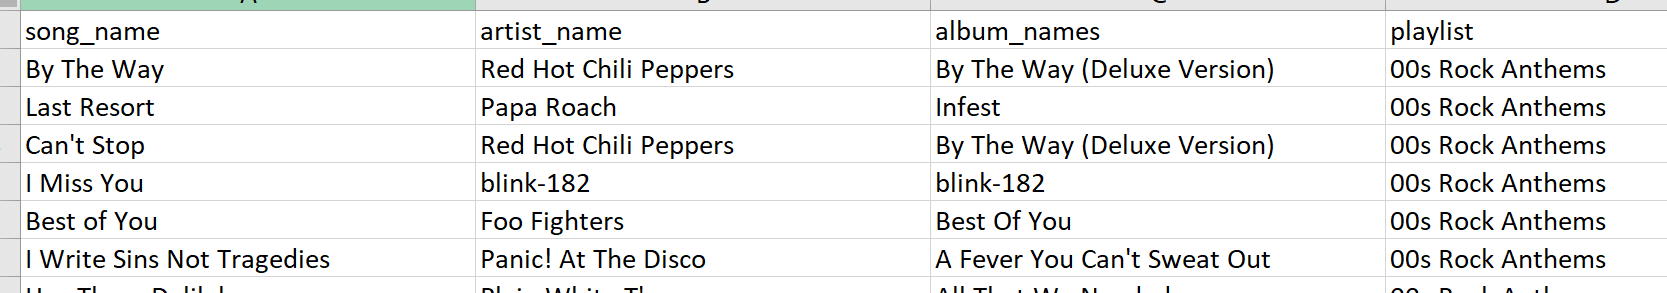 song_name artist_name album_names playlist
By The Way Red Hot Chili Peppers By The Way (Deluxe Version) 00s Rock Anthems
Last Resort Papa Roach Infest 00s Rock Anthems
Can't Stop Red Hot Chili Peppers By The Way (Deluxe Version) 00s Rock Anthems
I Miss You blink-182 blink-182 00s Rock Anthems
Best of You Foo Fighters Best Of You 00s Rock Anthems
I Write Sins Not Tragedies Panic! At The Disco A Fever You Can't Sweat Out 00s Rock Anthems